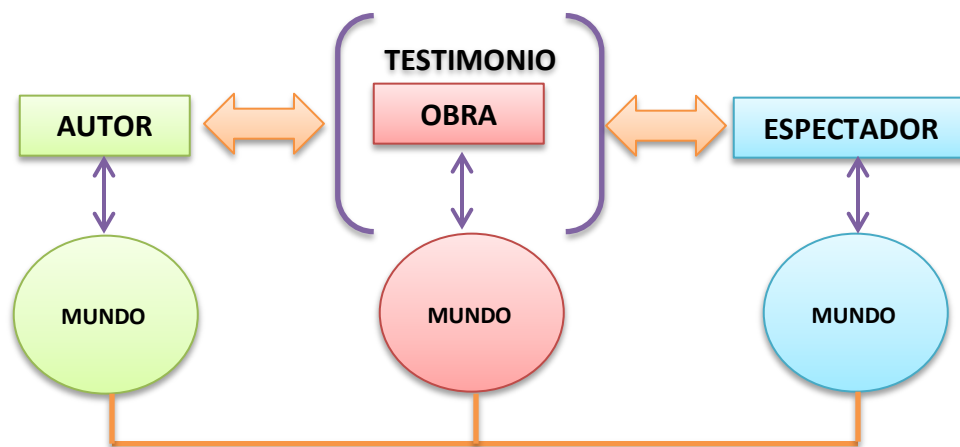 TESTIMONIO
AUTOR
OBRA
ESPECTADOR
MUNDO
MUNDO
MUNDO